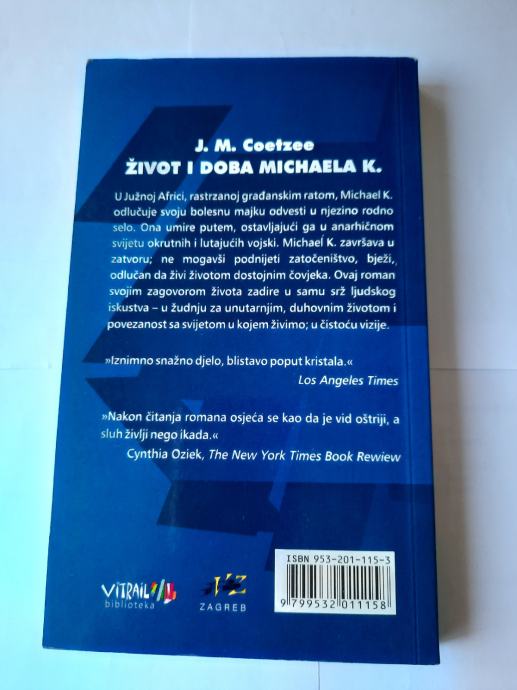 J. M. Coetzee
ŽIVOT I DOBA MICHAELA K.
U Južnoj Africi, rastrzanoj građanskim ratom, Michael K.
odlučuje svoju bolesnu majku odvesti u njezino rodno
selo. Ona umire putem, ostavljajući ga u anarhičnom
svijetu okrutnih i lutajućih vojski. Michael K. završava u
zatvoru; ne mogavši podnijeti zatočeništvo, bježi,
odlučan da živi životom dostojnim čovjeka. Ovaj roman
svojim zagovorom života zadire u samu srž ljudskog
iskustva – u žudnju za unutarnjim, duhovnim životom i
povezanost sa svijetom u kojem živimo; u čistoću vizije.
»Iznimno snažno djelo, blistavo poput kristala.«
Los Angeles Times
»Nakon čitanja romana osjeća se kao da je vid oštriji, a
sluh življi nego ikada.«
Cynthia Oziek, The New York Times Book Rewiew
ISBN 953-201-115-3
9 799532 011158
VITRAIL
biblioteka
VZ
ZAGREB